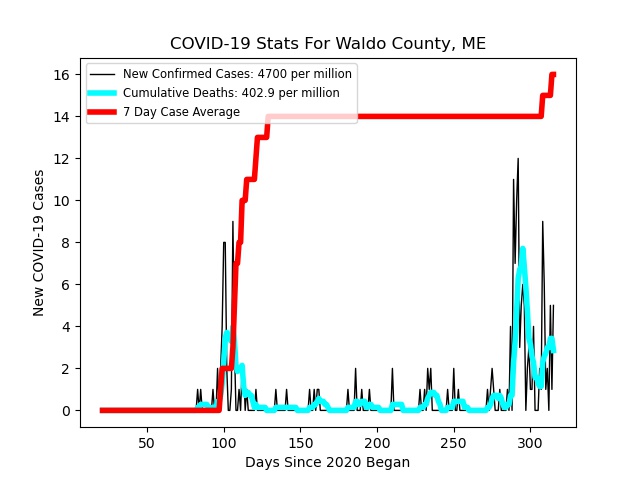 COVID-19 Stats For Waldo County, ME
New Confirmed Cases: 4700 per million
Cumulative Deaths: 402.9 per million
7 Day Case Average
New COVID-19 Cases
16
14
12
10
8
6
4
2
0
50 100 150 200 250 300
Days Since 2020 Began